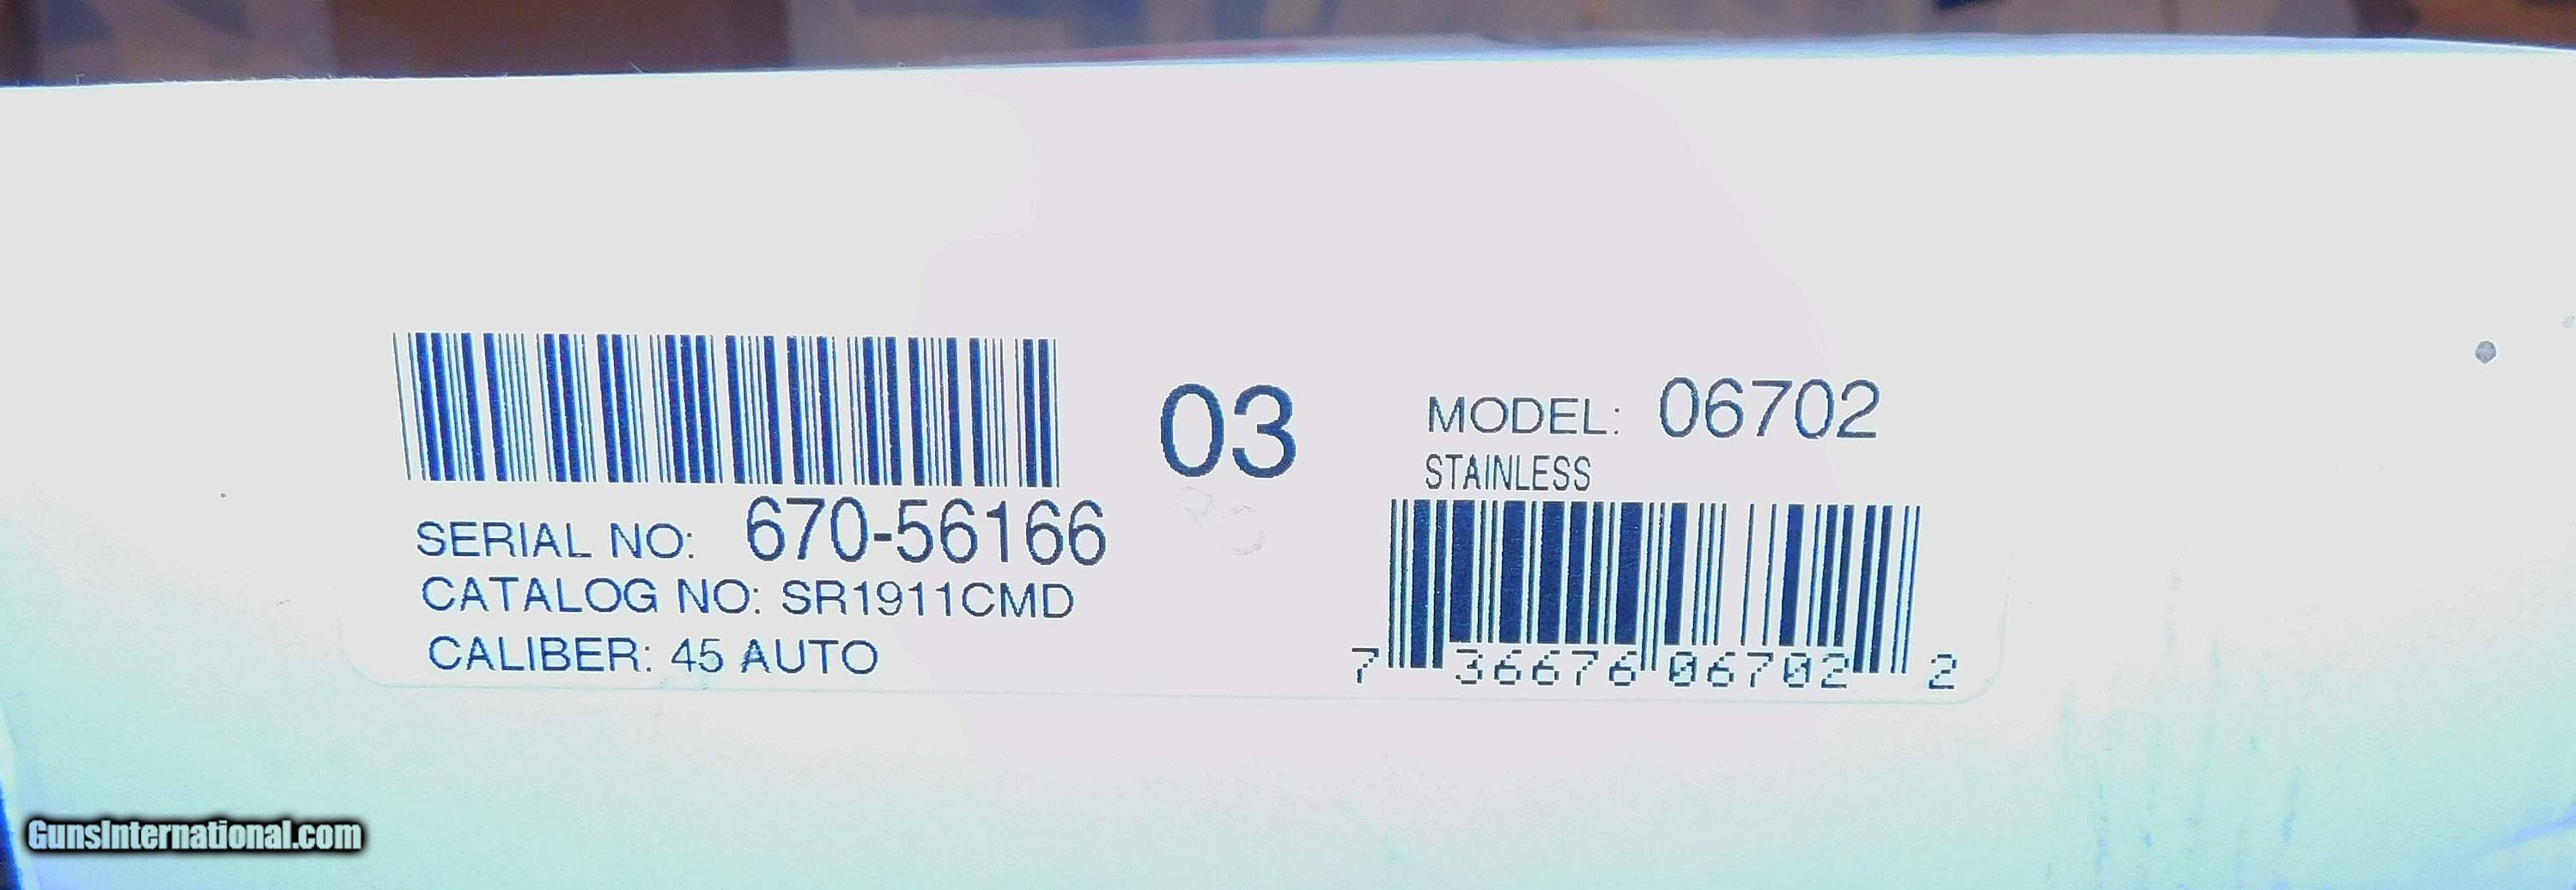 03
MODEL: 06702
STAINLESS
SERIAL NO: 670-56166
CATALOG NO: SR1911CMD
CALIBER: 45 AUTO
7 36676 06702 2
GunsInternational.com